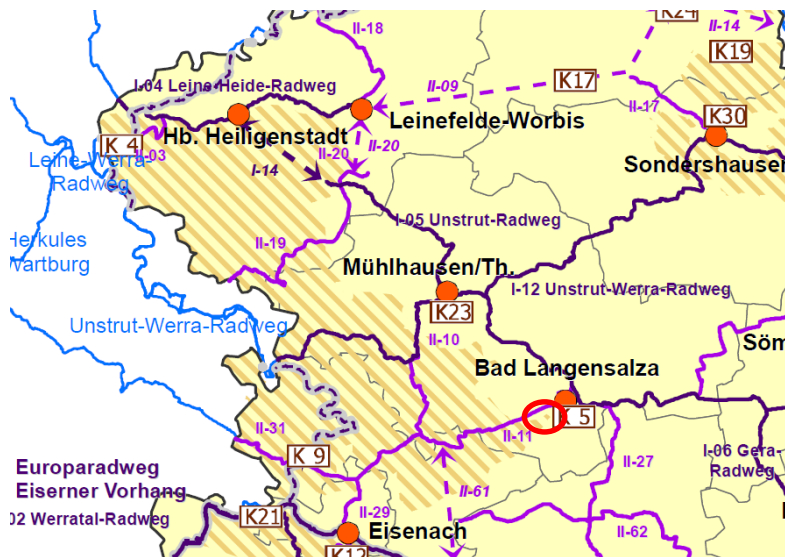 K24
II-14
II-18
K19
I-04 Leine-Heide-Radweg
II-09
K17
II-17
K30
Hb. Heiligenstadt
Leinefelde-Worbis
K 4
II-03
II-20
II-20
Leine-Werra-
Radweg
I-14
Sondershausen
I-05 Unstrut-Radweg
Herkules
Wartburg
II-19
Mühlhausen/Th.
I-12 Unstrut-Werra-Radweg
K23
Unstrut-Werra-Radweg
II-10
Söm
Bad Langensalza
K 5
II-31
II-11
K 9
I-06 Gera-
Radweg
II-27
Europaradweg
Eiserner Vorhang
II-61
K21
II-29
02 Werratal-Radweg
Eisenach
II-62
K12